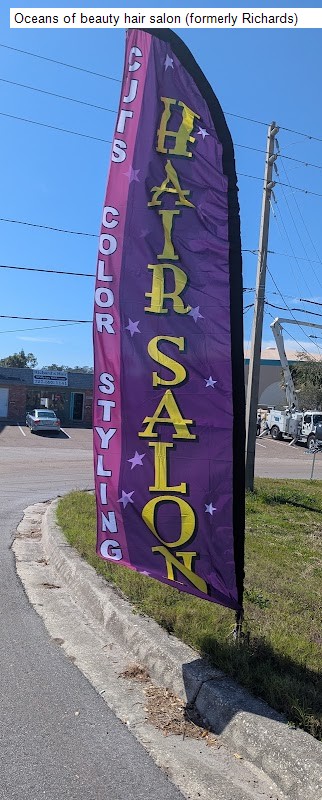 Oceans of beauty hair salon (formerly Richards)
CUTS COLOR STYLING
HAIR SALON